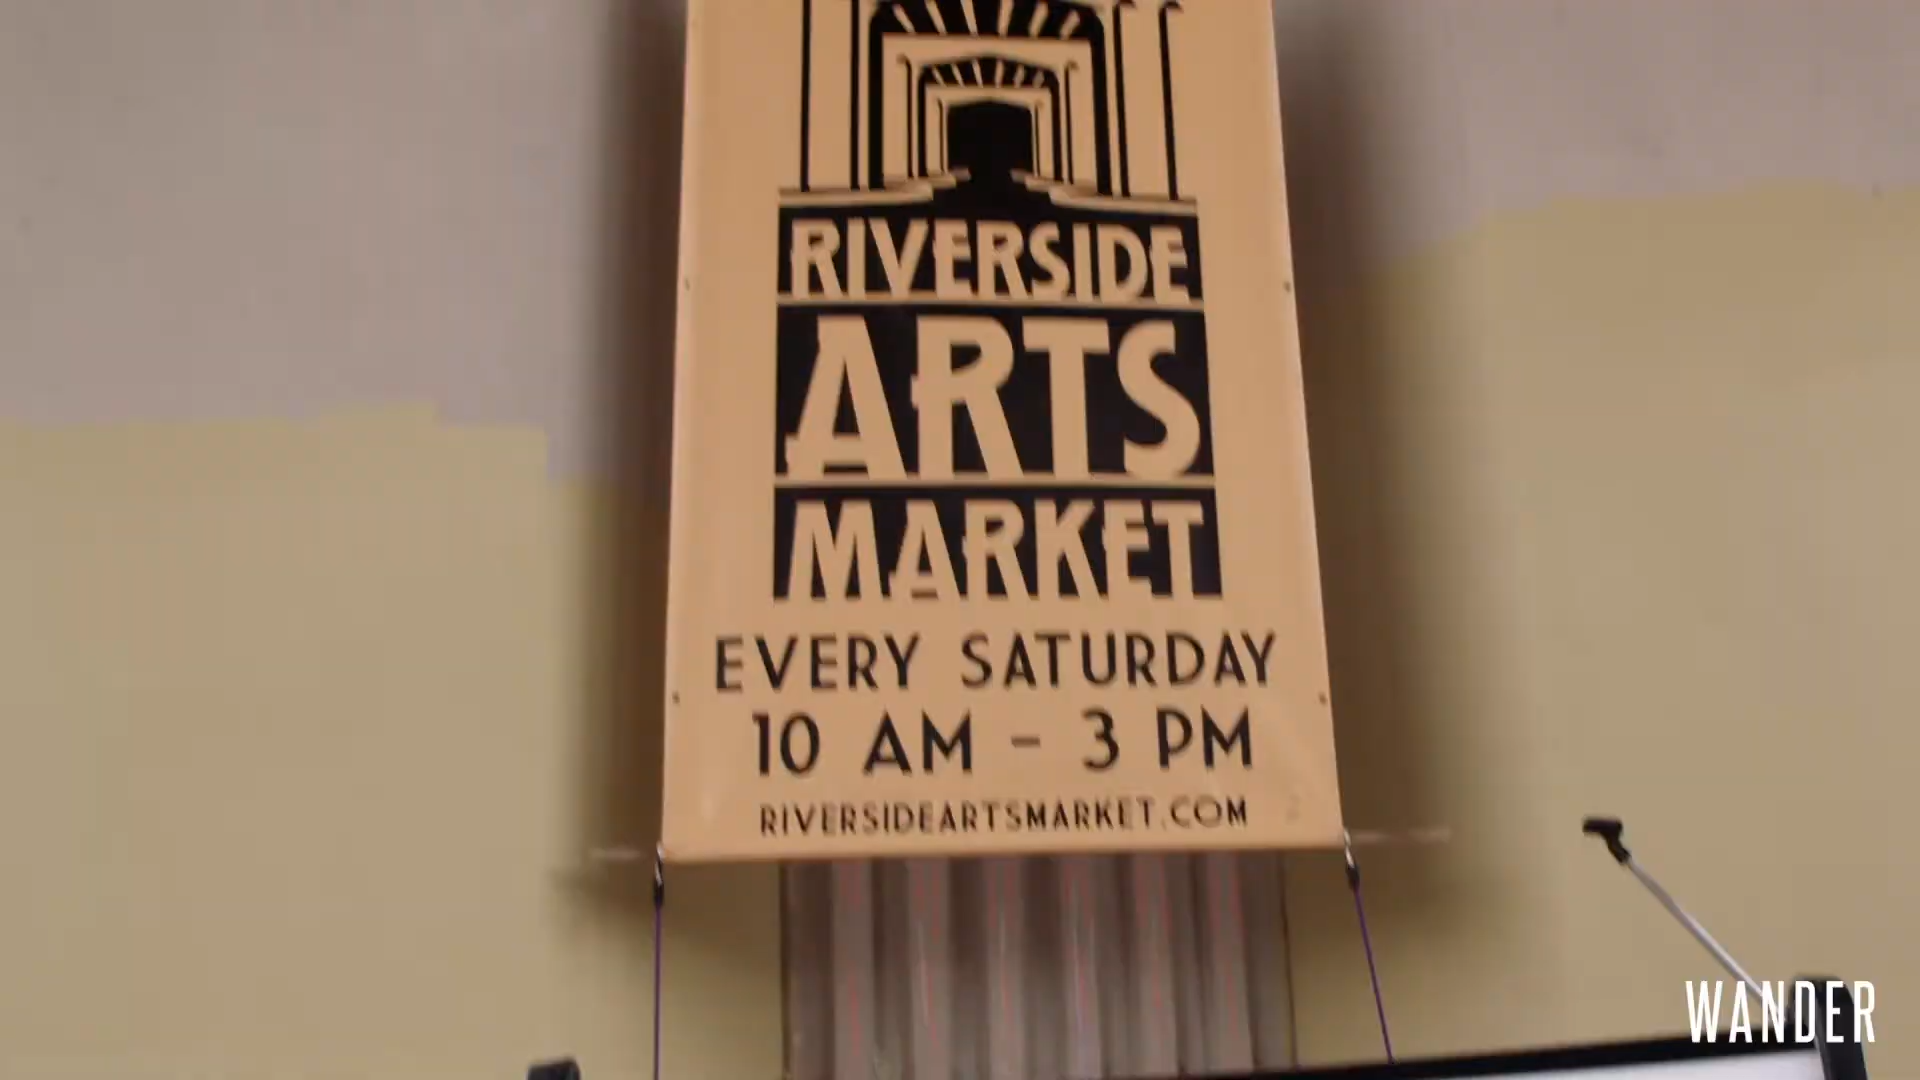 RIVERSIDE
ARTS
MARKET
EVERY SATURDAY
10 AM - 3 PM
RIVERSIDEARTSMARKET.COM
WANDER